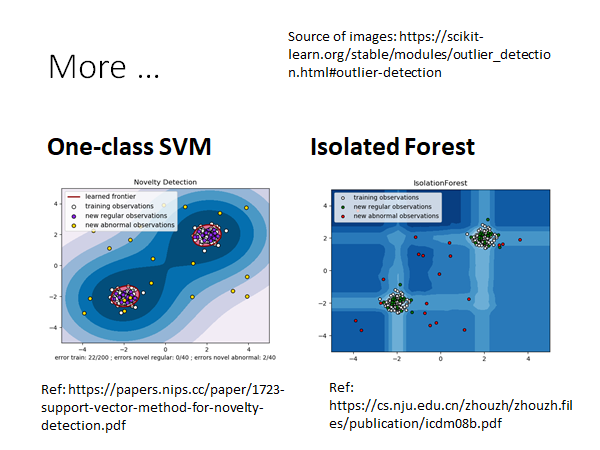 More …
Source of images: https://scikit-
learn.org/stable/modules/outlier_detectio
n.html#outlier-detection
One-class SVM
Isolated Forest
Novelty Detection
learned frontier
training observations
new regular observations
new abnormal observations
4
2
0
−2
−4
−4
−2
0
2
4
error train: 22/200 ; errors novel regular: 0/40 ; errors novel abnormal: 2/40
IsolationForest
training observations
new regular observations
new abnormal observations
4
2
0
−2
−4
−4
−2
0
2
4
Ref: https://papers.nips.cc/paper/1723-
support-vector-method-for-novelty-
detection.pdf
Ref:
https://cs.nju.edu.cn/zhouzh/zhouzh.fil
es/publication/icdm08b.pdf